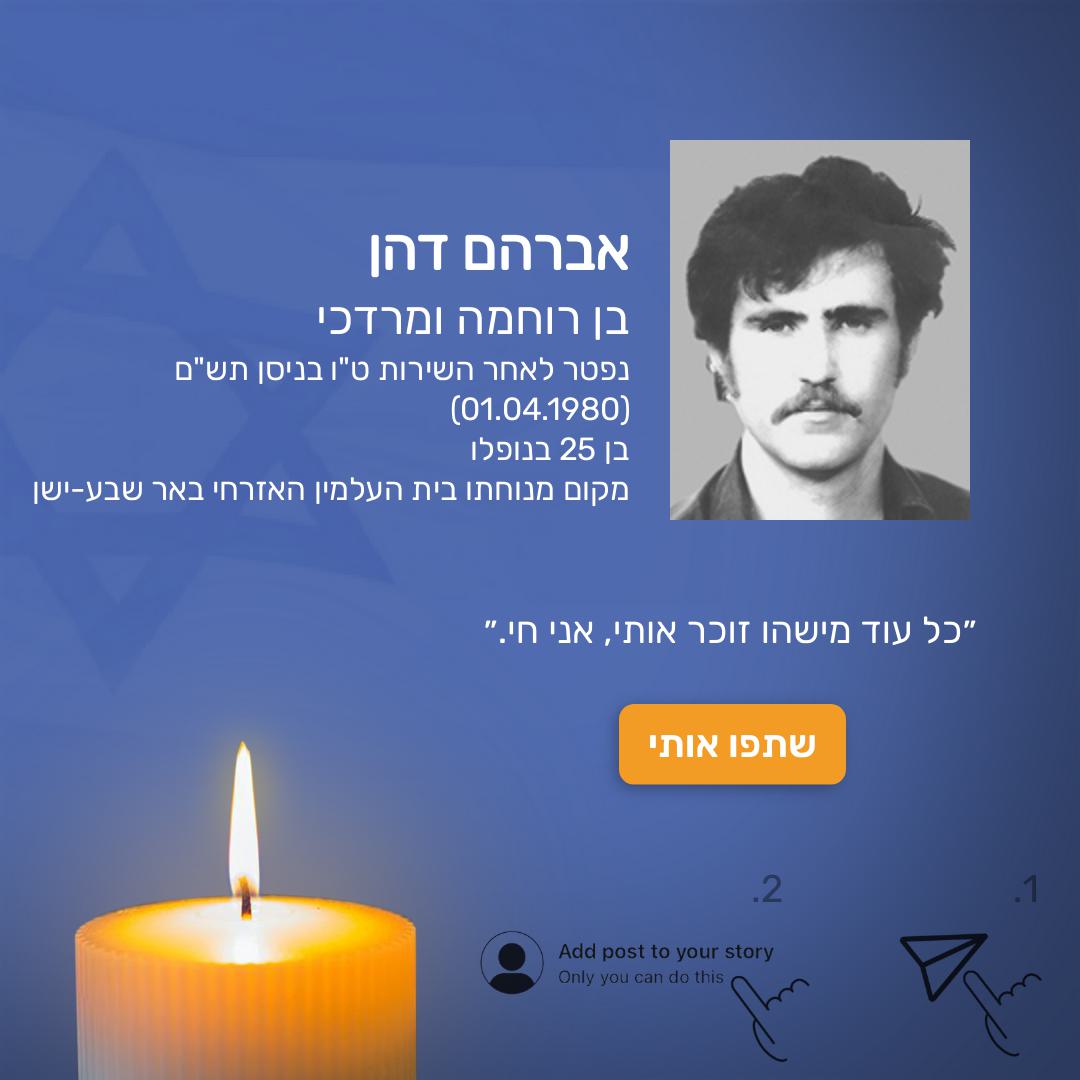 אברהם דהן
בן רוחמה ומרדכי
נפטר לאחר השירות ט"ו בניסן תש"ם
(01.04.1980)
בן 25 בנופלו
מקום מנוחתו בית העלמין האזרחי באר שבע-ישן
״כל עוד מישהו זוכר אותי, אני חי.״
שתפו אותי
.1
.2
Add post to your story
Only you can do this